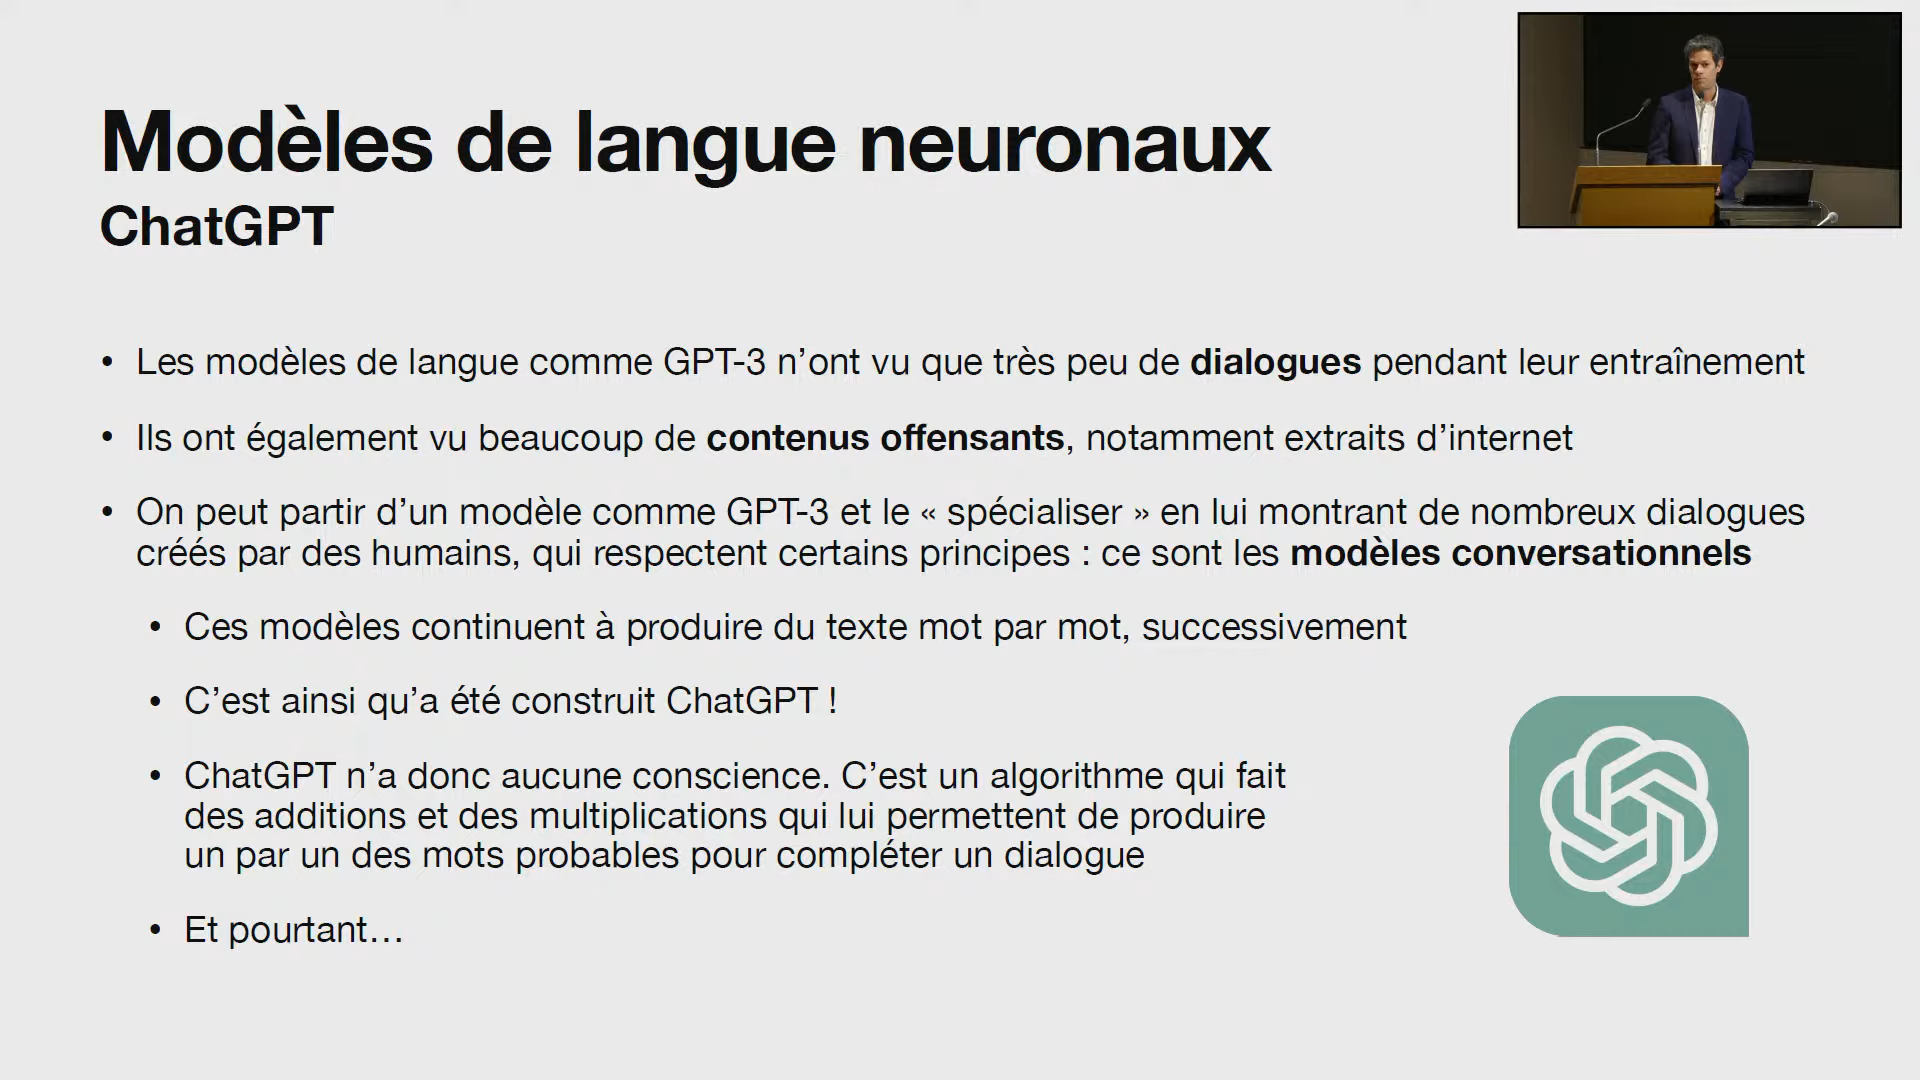 Modèles de langue neuronaux
ChatGPT
• Les modèles de langue comme GPT-3 n’ont vu que très peu de dialogues pendant leur entraînement
• Ils ont également vu beaucoup de contenus offensants, notamment extraits d’internet
• On peut partir d’un modèle comme GPT-3 et le « spécialiser » en lui montrant de nombreux dialogues
créés par des humains, qui respectent certains principes : ce sont les modèles conversationnels
• Ces modèles continuent à produire du texte mot par mot, successivement
• C’est ainsi qu’a été construit ChatGPT !
• ChatGPT n’a donc aucune conscience. C’est un algorithme qui fait
des additions et des multiplications qui lui permettent de produire
un par un des mots probables pour compléter un dialogue
• Et pourtant…